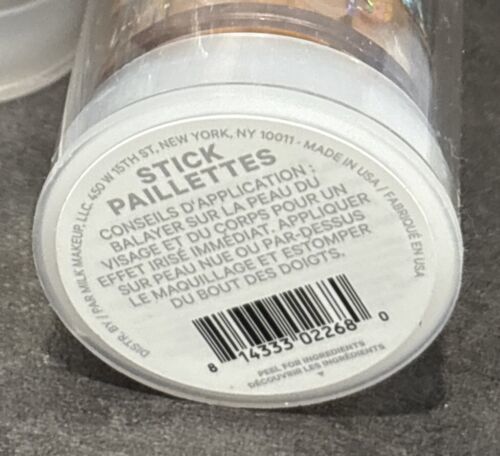 DISTR. BY / PAR MILK MAKEUP, LLC 450 W 15TH ST. NEW YORK, NY 10011 - MADE IN USA / FABRIQUÉ EN USA
STICK
PAILLETTES
CONSEILS D'APPLICATION :
BALAYER SUR LA PEAU DU
VISAGE ET DU CORPS POUR UN
EFFET IRISÉ IMMÉDIAT. APPLIQUER
SUR PEAU NUE OU PAR-DESSUS
LE MAQUILLAGE ET ESTOMPER
DU BOUT DES DOIGTS.
8 14333 02268 0
PEEL FOR INGREDIENTS
DÉCOUVRIR LES INGRÉDIENTS